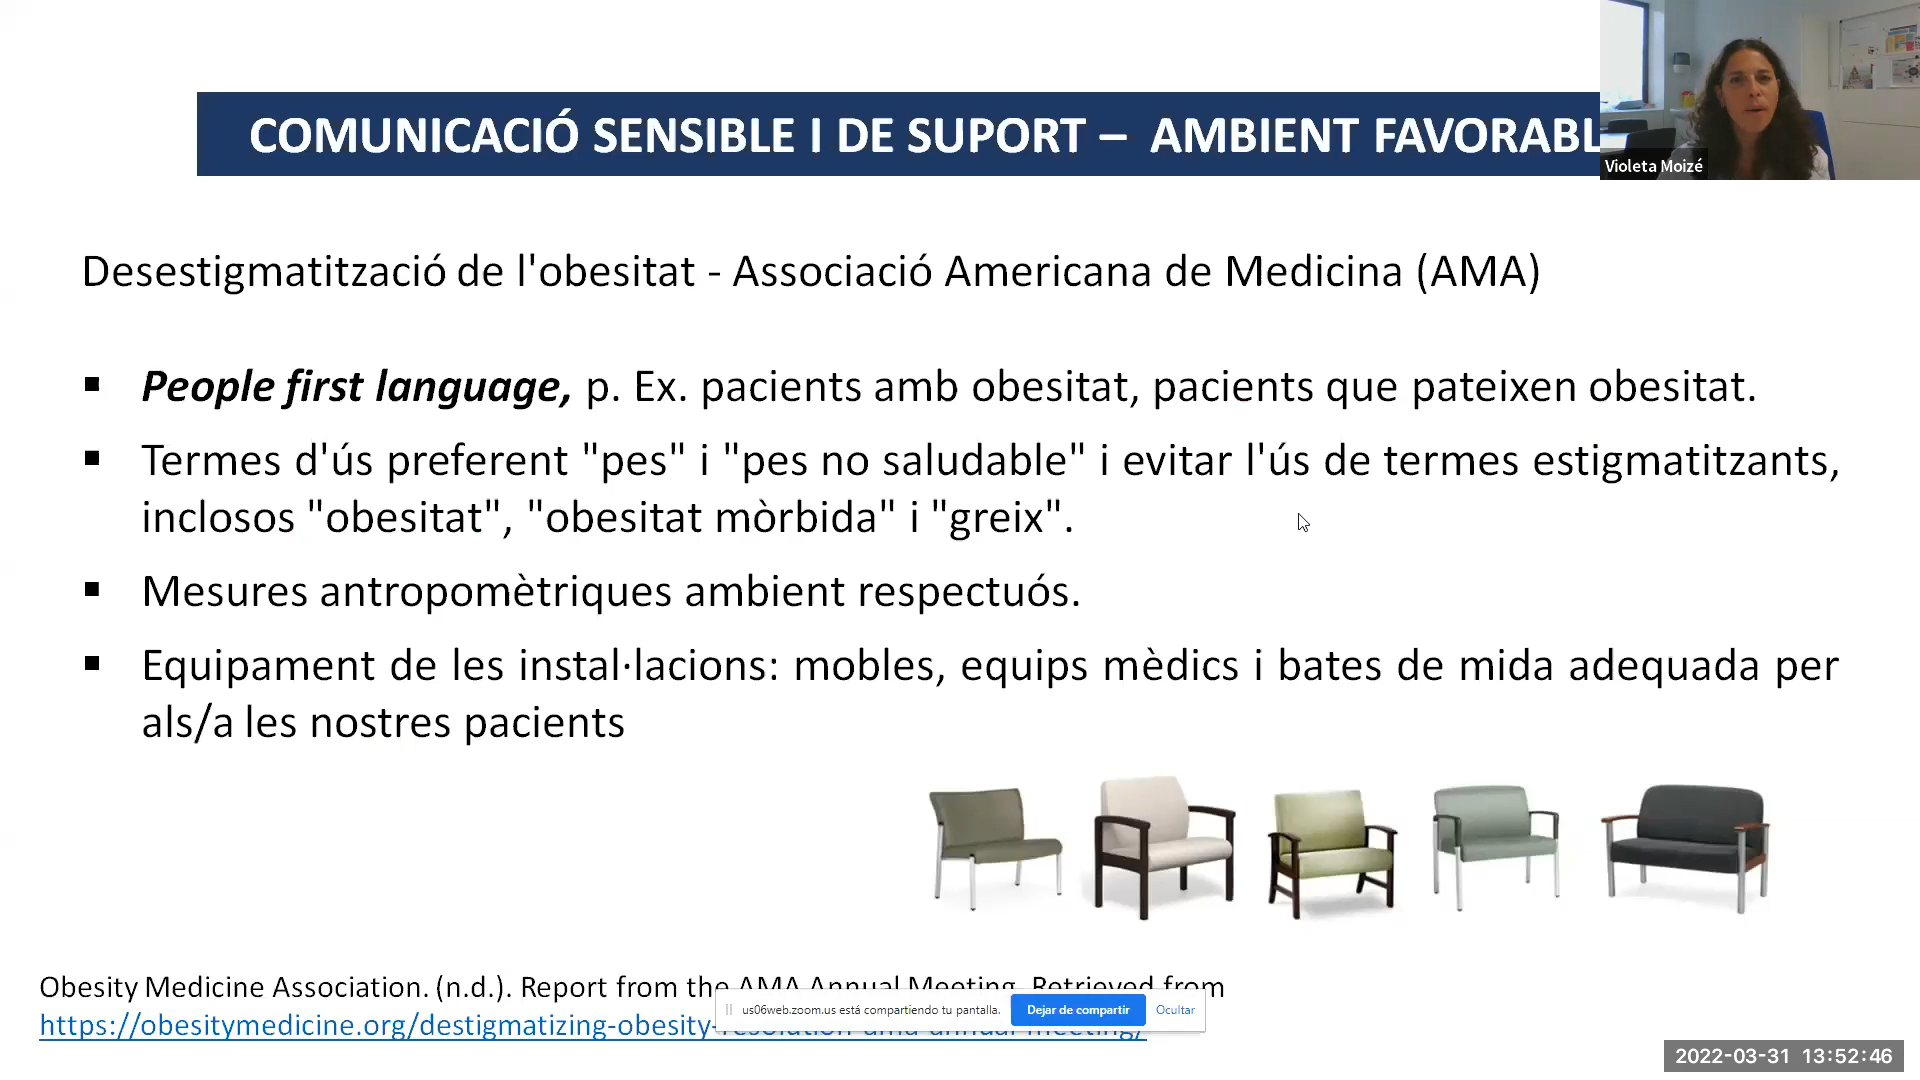 COMUNICACIÓ SENSIBLE I DE SUPORT – AMBIENT FAVORABL
Violeta Moizé
Desestigmatització de l'obesitat - Associació Americana de Medicina (AMA)
▪ People first language, p. Ex. pacients amb obesitat, pacients que pateixen obesitat.
▪ Termes d'ús preferent "pes" i "pes no saludable" i evitar l'ús de termes estigmatitzants,
inclosos "obesitat", "obesitat mòrbida" i "greix".
▪ Mesures antropomètriques ambient respectuós.
▪ Equipament de les instal·lacions: mobles, equips mèdics i bates de mida adequada per
als/a les nostres pacients
Obesity Medicine Association. (n.d.). Report from the AMA Annual Meeting. Retrieved from
https://obesitymedicine.org/destigmatizing-obesity-resolution-ama-annual-meeting/
us06web.zoom.us está compartiendo tu pantalla.
Dejar de compartir
Ocultar
2022-03-31 13:52:46